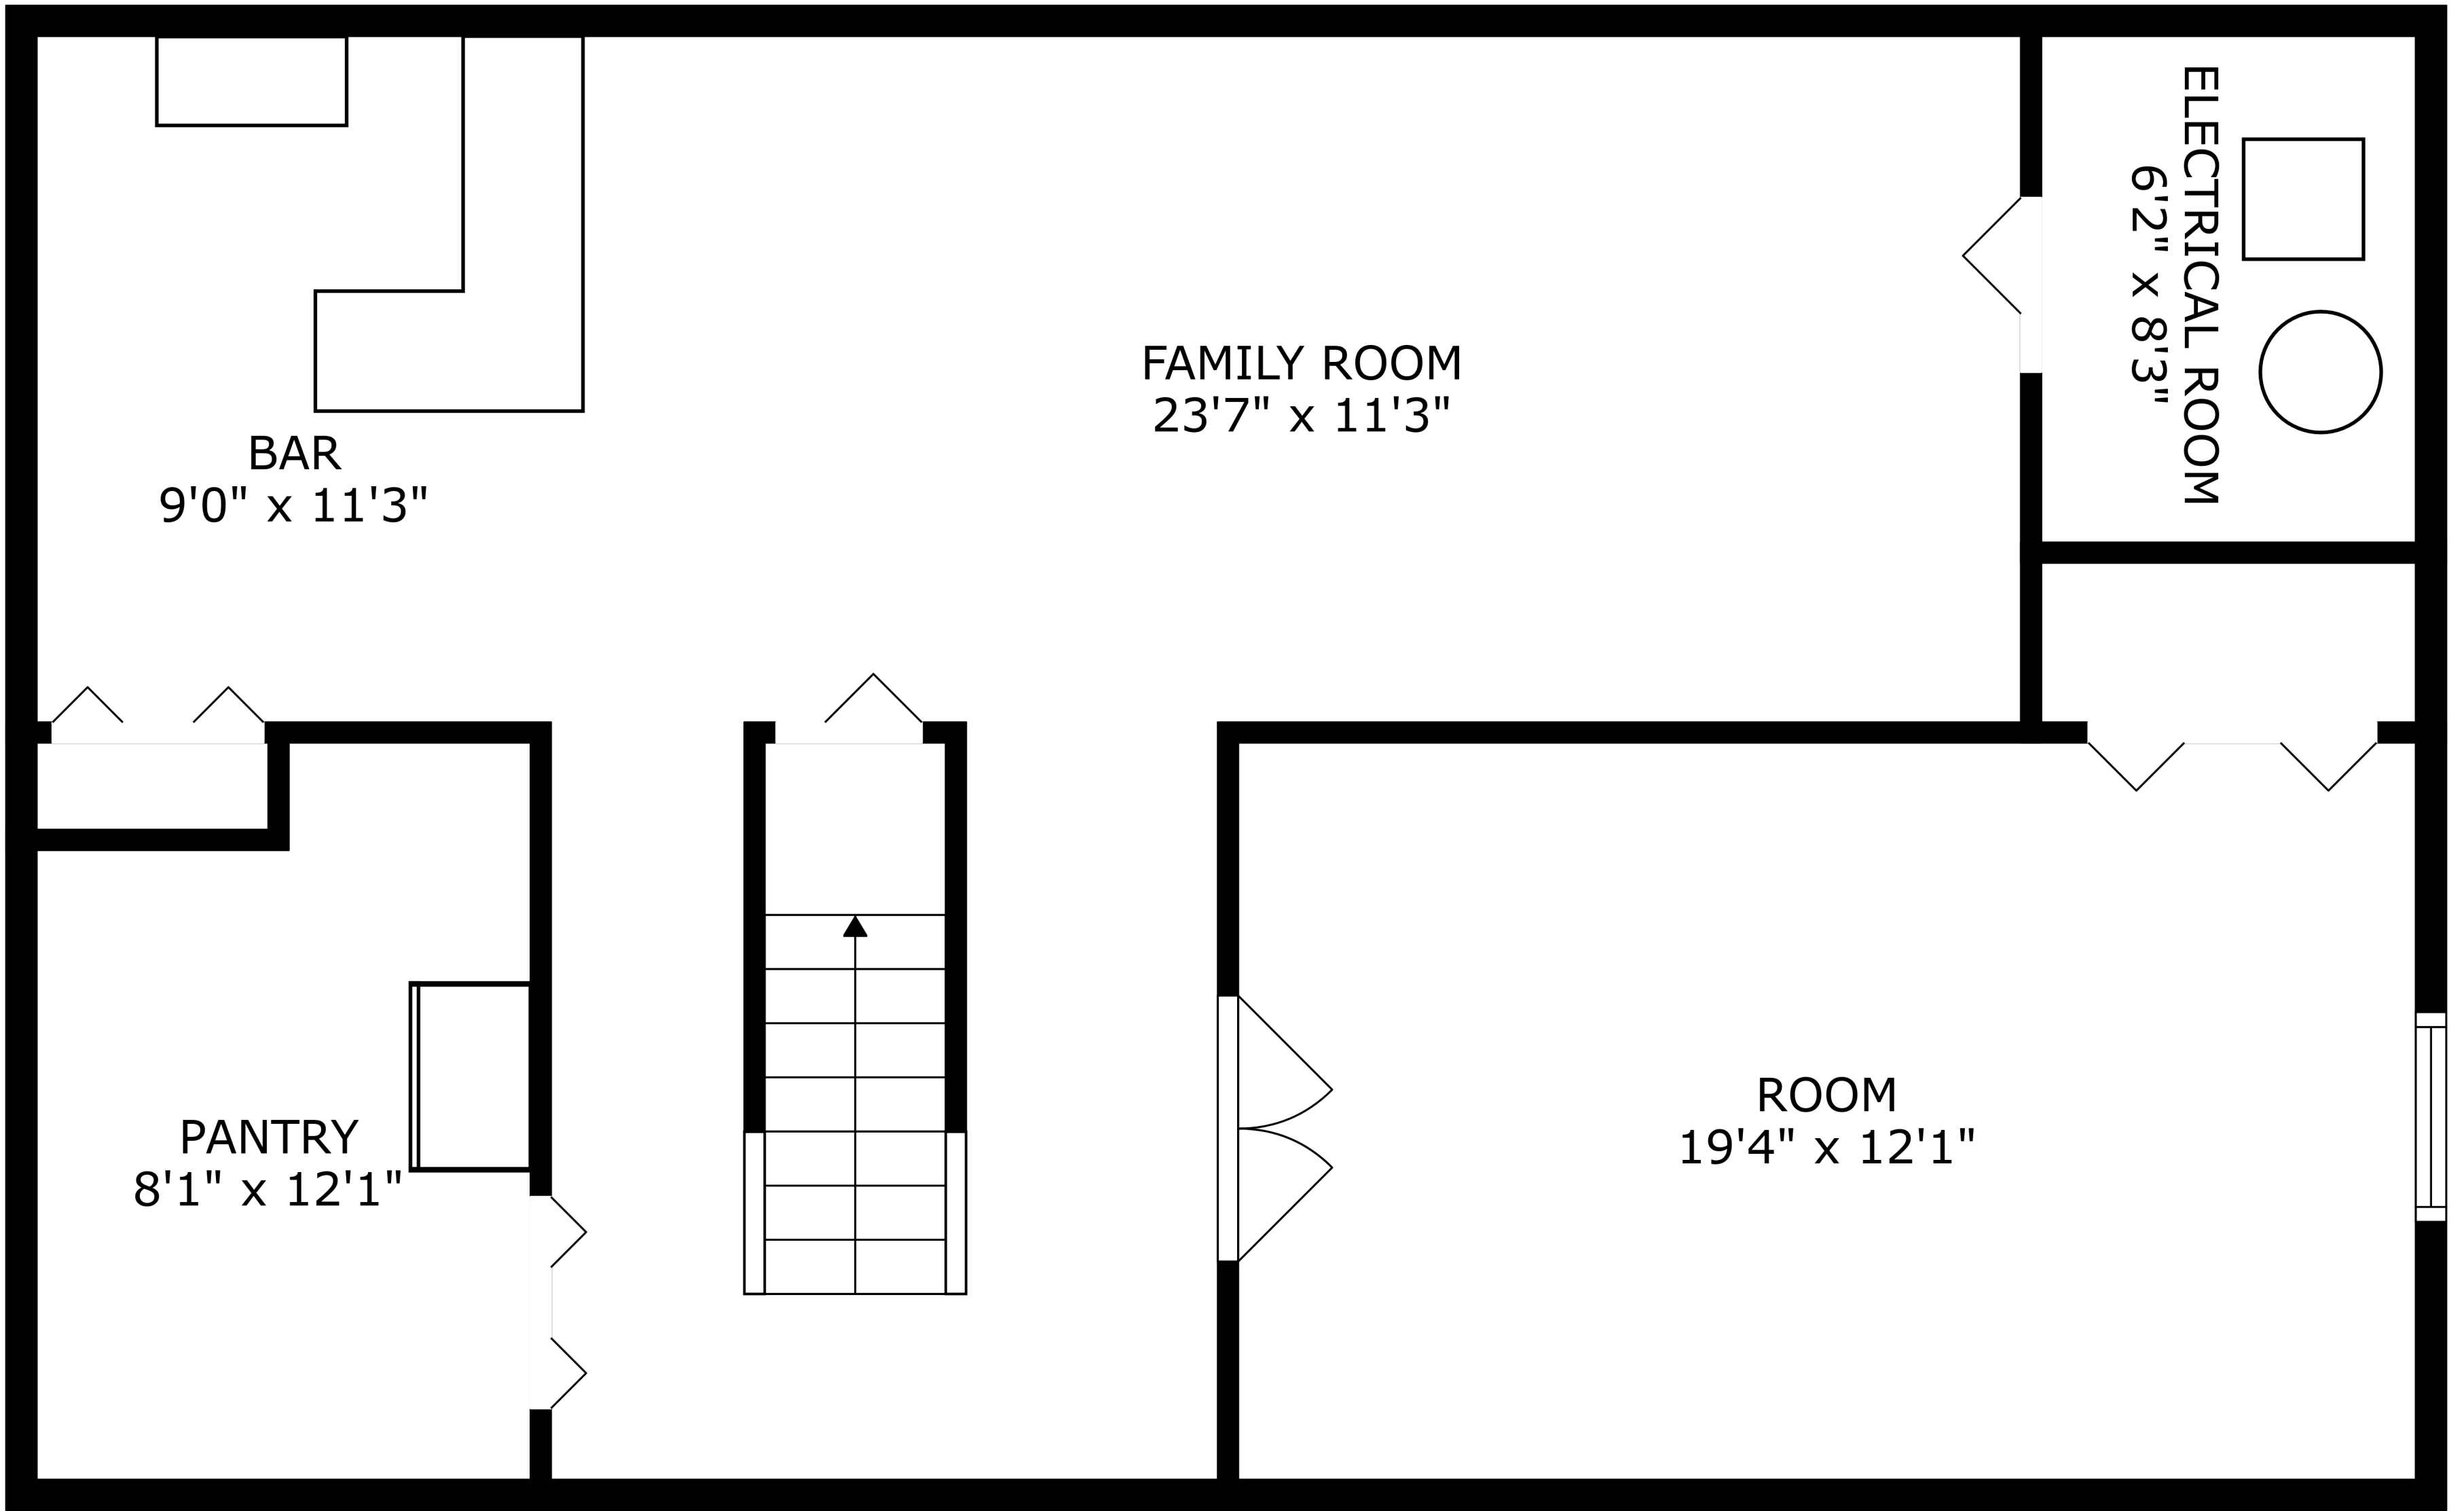 ELECTRICAL ROOM
6'2" x 8'3"
FAMILY ROOM
23'7" x 11'3"
BAR
9'0" x 11'3"
ROOM
19'4" x 12'1"
PANTRY
8'1" x 12'1"